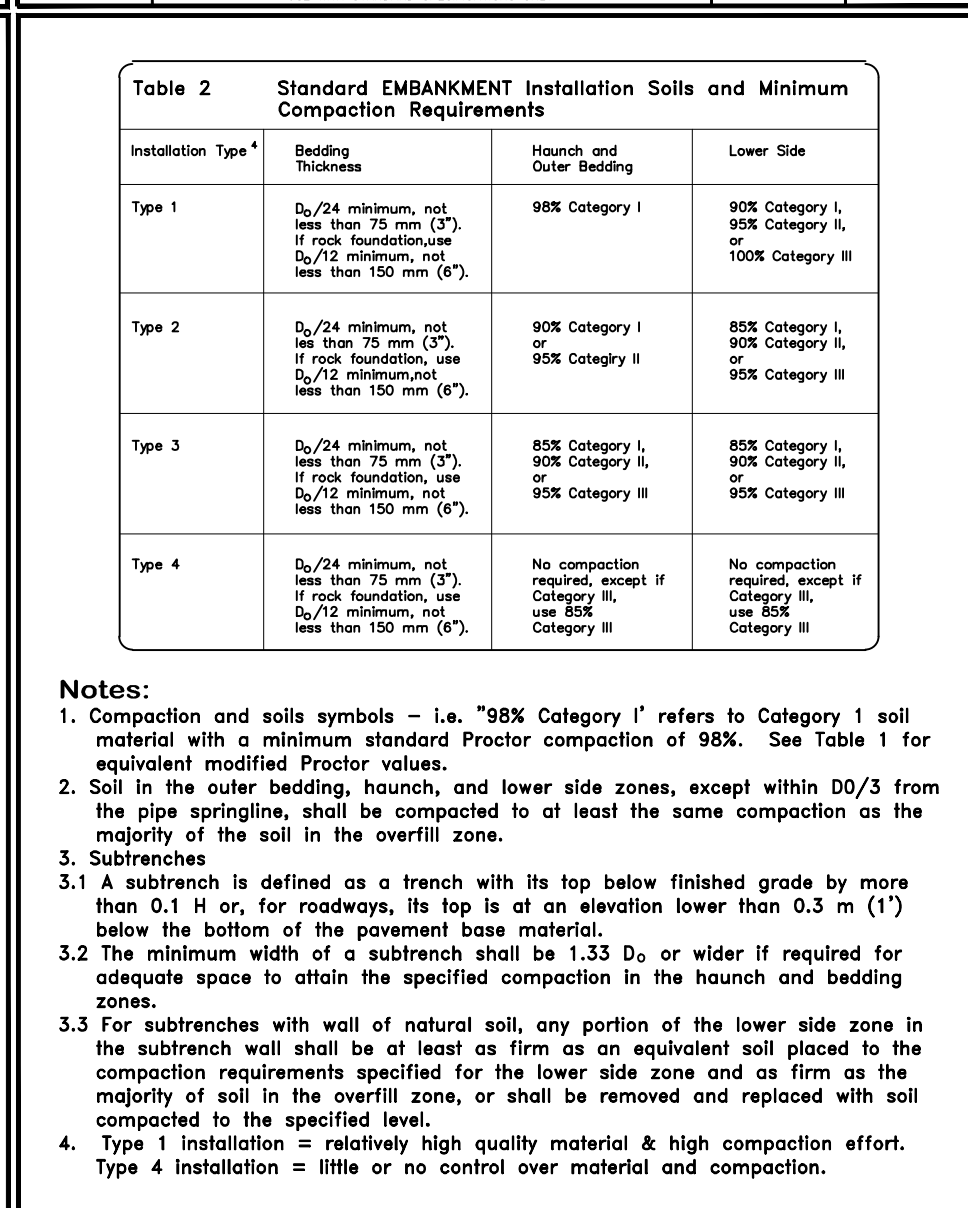 Table 2 Standard EMBANKMENT Installation Soils and Minimum
Compaction Requirements
Installation Type 4
Bedding
Thickness
Haunch and
Outer Bedding
Lower Side
Type 1
Do/24 minimum, not
less than 75 mm (3").
If rock foundation,use
Do/12 minimum, not
less than 150 mm (6").
98% Category I
90% Category I,
95% Category II,
or
100% Category III
Type 2
Do/24 minimum, not
les than 75 mm (3").
If rock foundation, use
Do/12 minimum,not
less than 150 mm (6").
90% Category I
or
95% Categiry II
85% Category I,
90% Category II,
or
95% Category III
Type 3
Do/24 minimum, not
less than 75 mm (3").
If rock foundation, use
Do/12 minimum, not
less than 150 mm (6").
85% Category I,
90% Category II,
or
95% Category III
85% Category I,
90% Category II,
or
95% Category III
Type 4
Do/24 minimum, not
less than 75 mm (3").
If rock foundation, use
Do/12 minimum, not
less than 150 mm (6").
No compaction
required, except if
Category III,
use 85%
Category III
No compaction
required, except if
Category III,
use 85%
Category III
Notes:
1. Compaction and soils symbols – i.e. "98% Category I' refers to Category 1 soil
material with a minimum standard Proctor compaction of 98%. See Table 1 for
equivalent modified Proctor values.
2. Soil in the outer bedding, haunch, and lower side zones, except within D0/3 from
the pipe springline, shall be compacted to at least the same compaction as the
majority of the soil in the overfill zone.
3. Subtrenches
3.1 A subtrench is defined as a trench with its top below finished grade by more
than 0.1 H or, for roadways, its top is at an elevation lower than 0.3 m (1')
below the bottom of the pavement base material.
3.2 The minimum width of a subtrench shall be 1.33 Do or wider if required for
adequate space to attain the specified compaction in the haunch and bedding
zones.
3.3 For subtrenches with wall of natural soil, any portion of the lower side zone in
the subtrench wall shall be at least as firm as an equivalent soil placed to the
compaction requirements specified for the lower side zone and as firm as the
majority of soil in the overfill zone, or shall be removed and replaced with soil
compacted to the specified level.
4. Type 1 installation = relatively high quality material & high compaction effort.
Type 4 installation = little or no control over material and compaction.